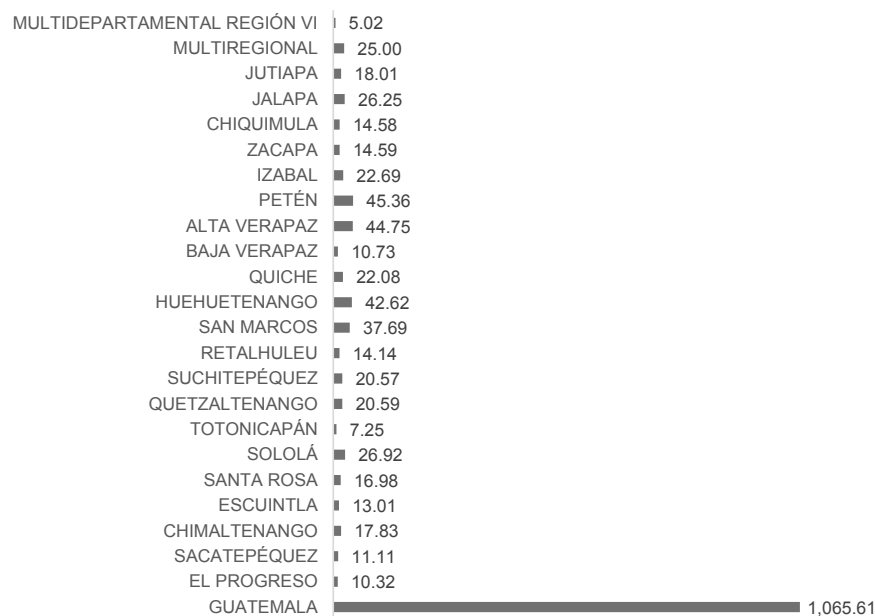 MULTIDEPARTAMENTAL REGIÓN VI 5.02
MULTIREGIONAL 25.00
JUTIAPA 18.01
JALAPA 26.25
CHIQUIMULA 14.58
ZACAPA 14.59
IZABAL 22.69
PETÉN 45.36
ALTA VERAPAZ 44.75
BAJA VERAPAZ 10.73
QUICHE 22.08
HUEHUETENANGO 42.62
SAN MARCOS 37.69
RETALHULEU 14.14
SUCHITEPÉQUEZ 20.57
QUETZALTENANGO 20.59
TOTONICAPÁN 7.25
SOLOLÁ 26.92
SANTA ROSA 16.98
ESCUINTLA 13.01
CHIMALTENANGO 17.83
SACATEPÉQUEZ 11.11
EL PROGRESO 10.32
GUATEMALA 1,065.61